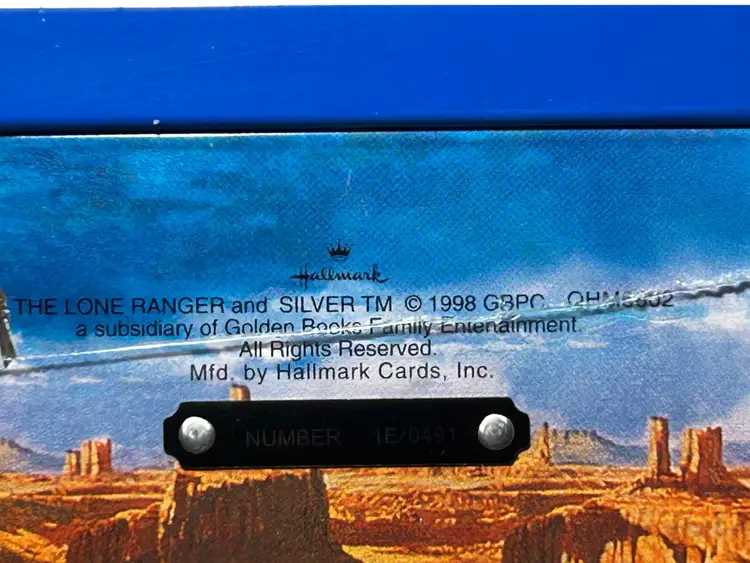 Hallmark
THE LONE RANGER and SILVER TM © 1998 GBPC
a subsidiary of Golden Books Family Entertainment.
All Rights Reserved.
Mfd. by Hallmark Cards, Inc.
NUMBER 1E/0491